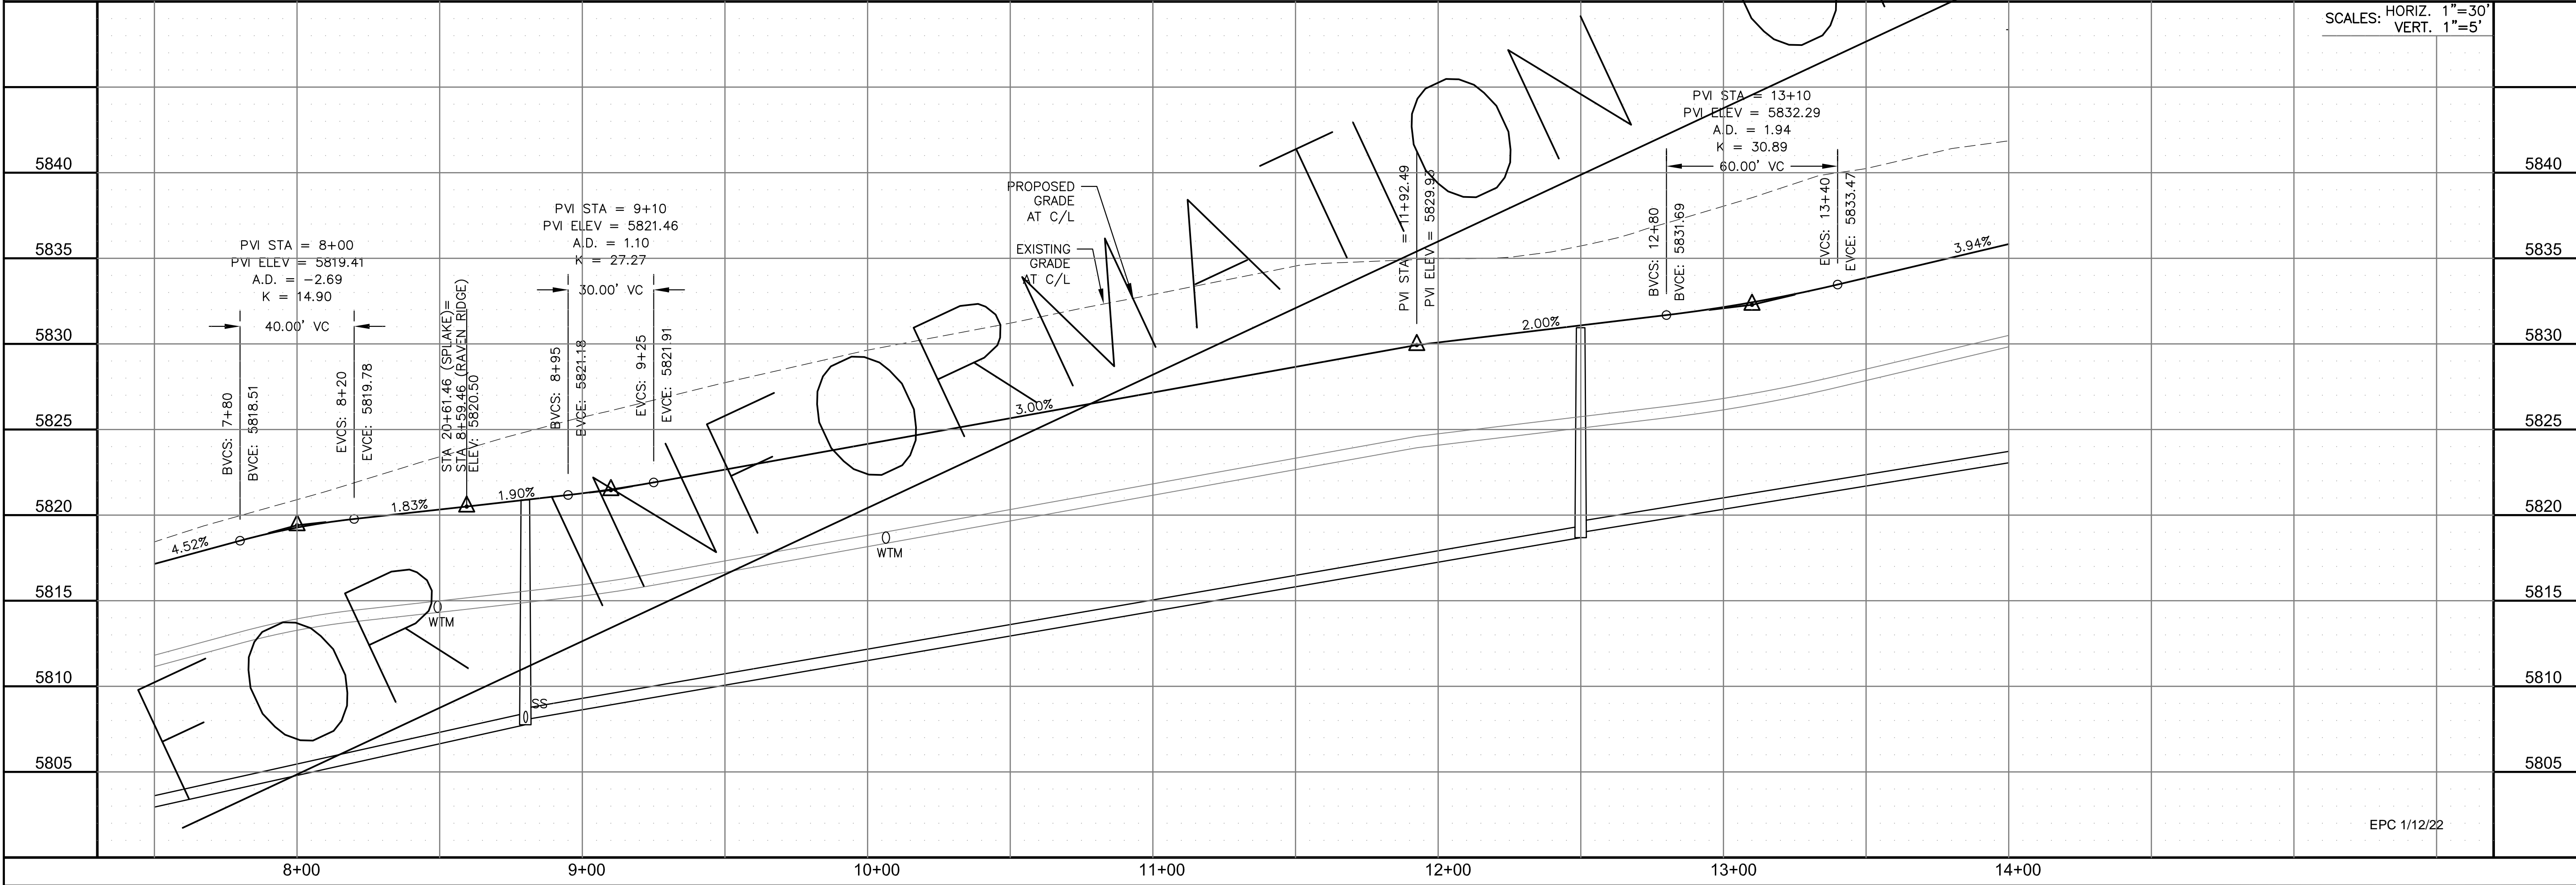 SCALES: HORIZ. 1"=30'
VERT. 1"=5'
FOR INFORMATION
PVI STA = 13+10
PVI ELEV = 5832.29
A.D. = 1.94
K = 30.89
60.00' VC
BVCS: 12+80
BVCE: 5831.69
EVCS: 13+40
EVCE: 5833.47
3.94%
PVI STA = 11+92.49
PVI ELEV =
2.00%
PROPOSED
GRADE
AT C/L
EXISTING
GRADE
AT C/L
3.00%
PVI STA = 9+10
PVI ELEV = 5821.46
A.D. = 1.10
K = 27.27
30.00' VC
BVCS: 8+95
BVCE: 5821.18
EVCS: 9+25
EVCE: 5821.91
PVI STA = 8+00
PVI ELEV = 5819.41
A.D. = -2.69
K = 14.90
40.00' VC
BVCS: 7+80
BVCE: 5818.51
EVCS: 8+20
EVCE: 5819.78
STA 20+61.46 (SPLAKE)=
STA 8+59.46 (RAVEN RIDGE)
ELEV: 5820.50
4.52%
1.83%
1.90%
WTM
WTM
SS
5840
5835
5830
5825
5820
5815
5810
5805
5840
5835
5830
5825
5820
5815
5810
5805
EPC 1/12/22
8+00
9+00
10+00
11+00
12+00
13+00
14+00